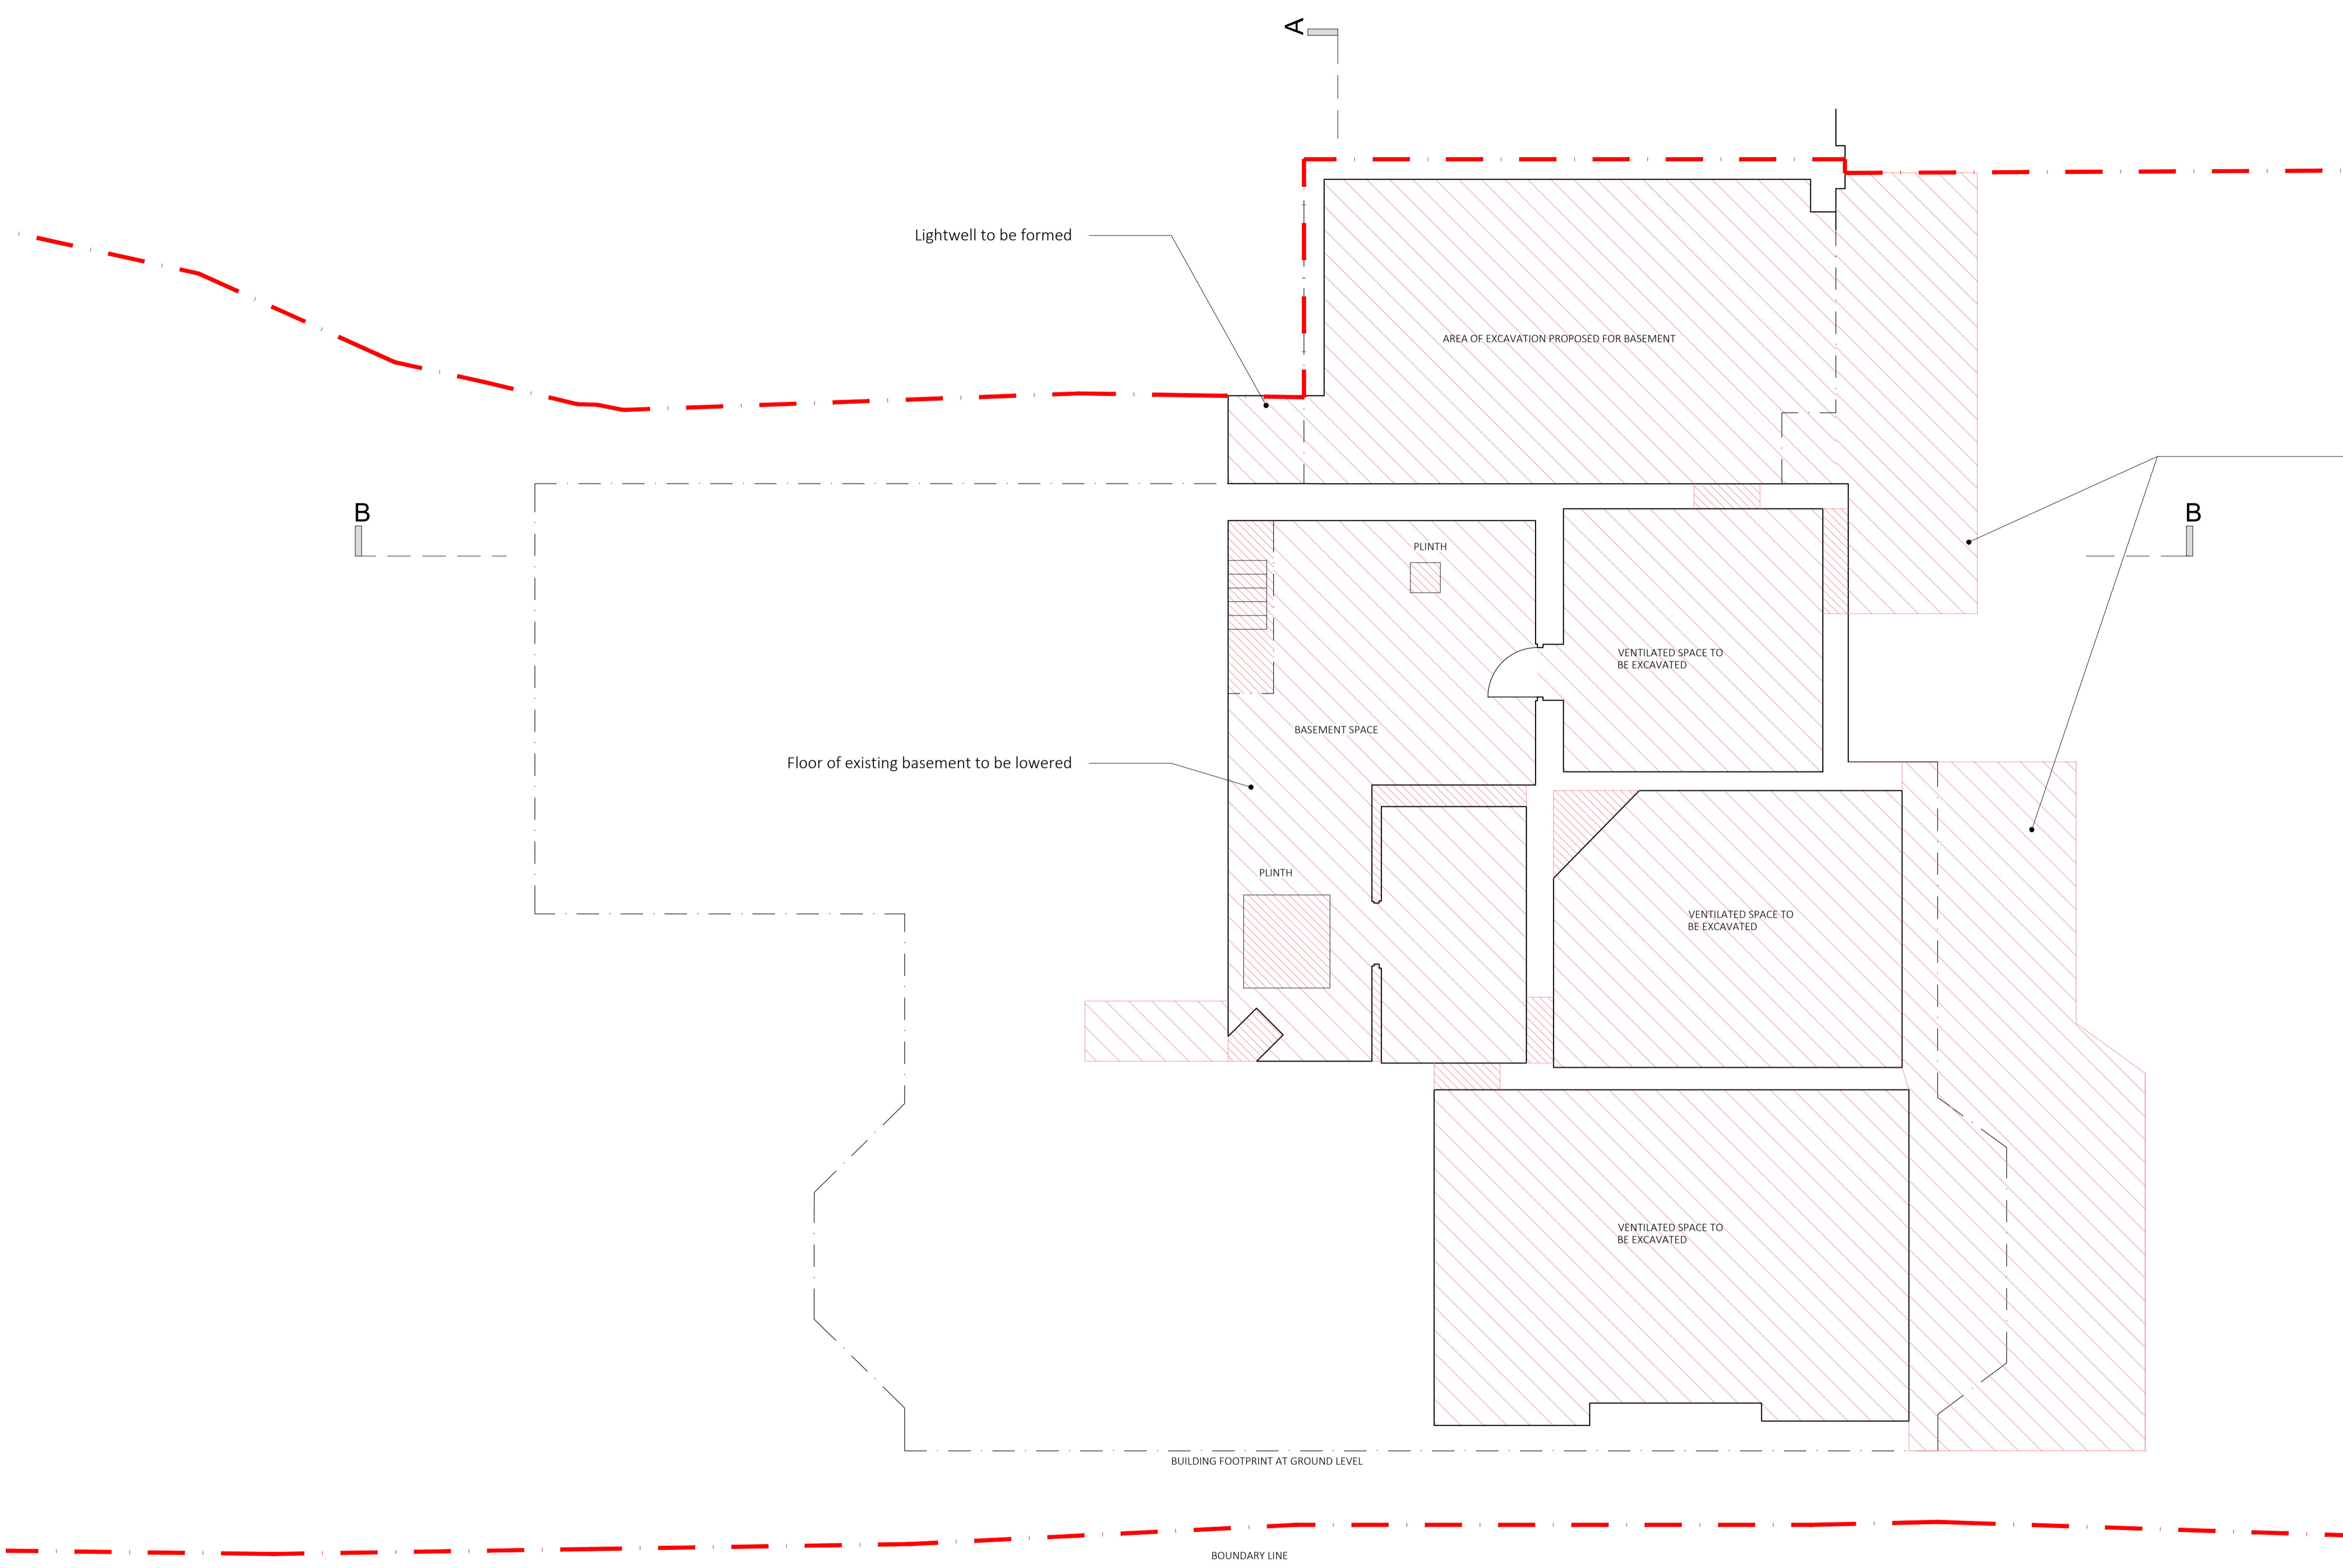 A
Lightwell to be formed
AREA OF EXCAVATION PROPOSED FOR BASEMENT
B
B
PLINTH
VENTILATED SPACE TO
BE EXCAVATED
BASEMENT SPACE
Floor of existing basement to be lowered
PLINTH
VENTILATED SPACE TO
BE EXCAVATED
VENTILATED SPACE TO
BE EXCAVATED
BUILDING FOOTPRINT AT GROUND LEVEL
BOUNDARY LINE